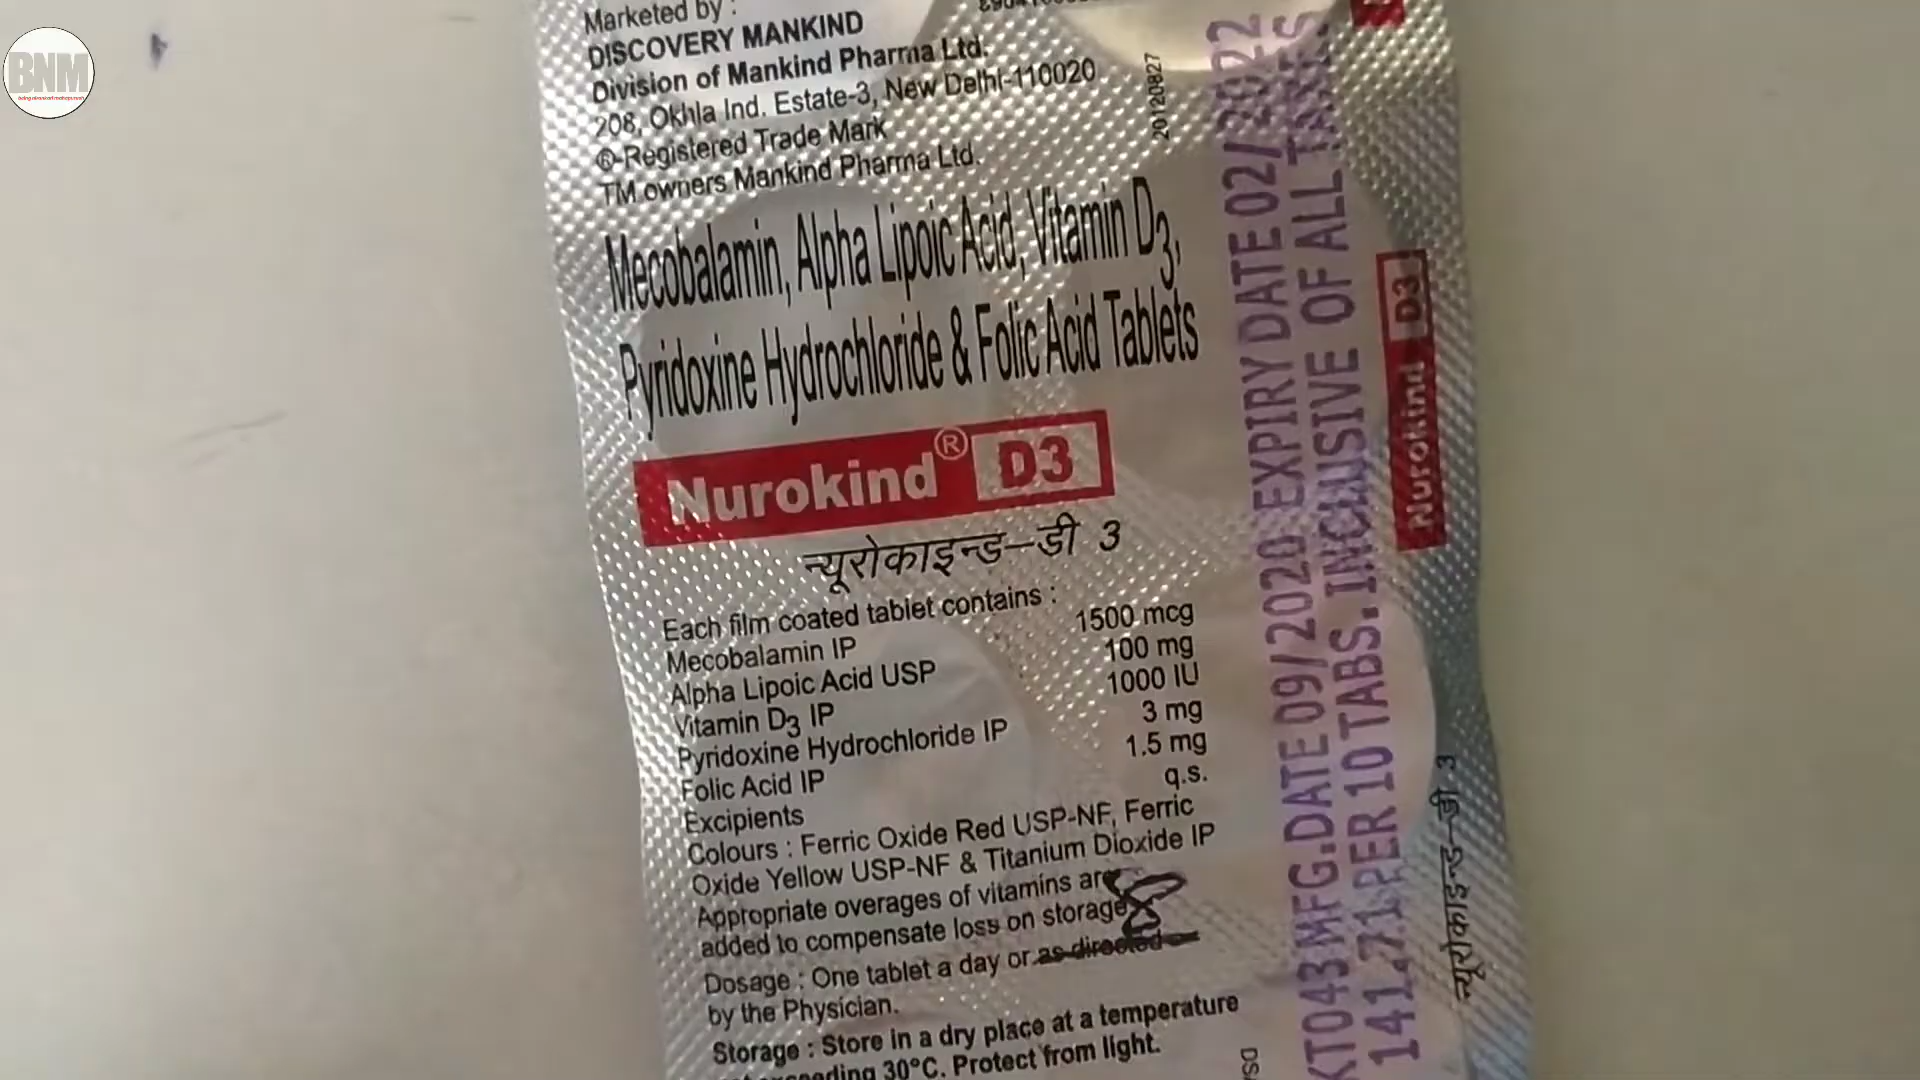 BNM
Marketed by :
DISCOVERY MANKIND
Division of Mankind Pharma Ltd.
208, Okhla Ind. Estate-3, New Delhi-110020
®-Registered Trade Mark
TM owners Mankind Pharma Ltd.
20120827
Mecobalamin, Alpha Lipoic Acid, Vitamin D3,
Pyridoxine Hydrochloride & Folic Acid Tablets
Nurokind® D3
न्यूरोकाइन्ड-डी 3
Each film coated tablet contains :
Mecobalamin IP 1500 mcg
Alpha Lipoic Acid USP 100 mg
Vitamin D3 IP 1000 IU
Pyridoxine Hydrochloride IP 3 mg
Folic Acid IP 1.5 mg
Excipients q.s.
Colours : Ferric Oxide Red USP-NF, Ferric
Oxide Yellow USP-NF & Titanium Dioxide IP
Appropriate overages of vitamins are
added to compensate loss on storage
8
Dosage : One tablet a day or as directed
by the Physician.
Storage : Store in a dry place at a temperature
30°C. Protect from light.
KT043 MFG.DATE 09/2020 EXPIRY DATE 02/2022
141.71 PER 10 TABS. INCLUSIVE OF ALL TAXES
Nurokind D3
न्यूरोकाइन्ड-डी 3